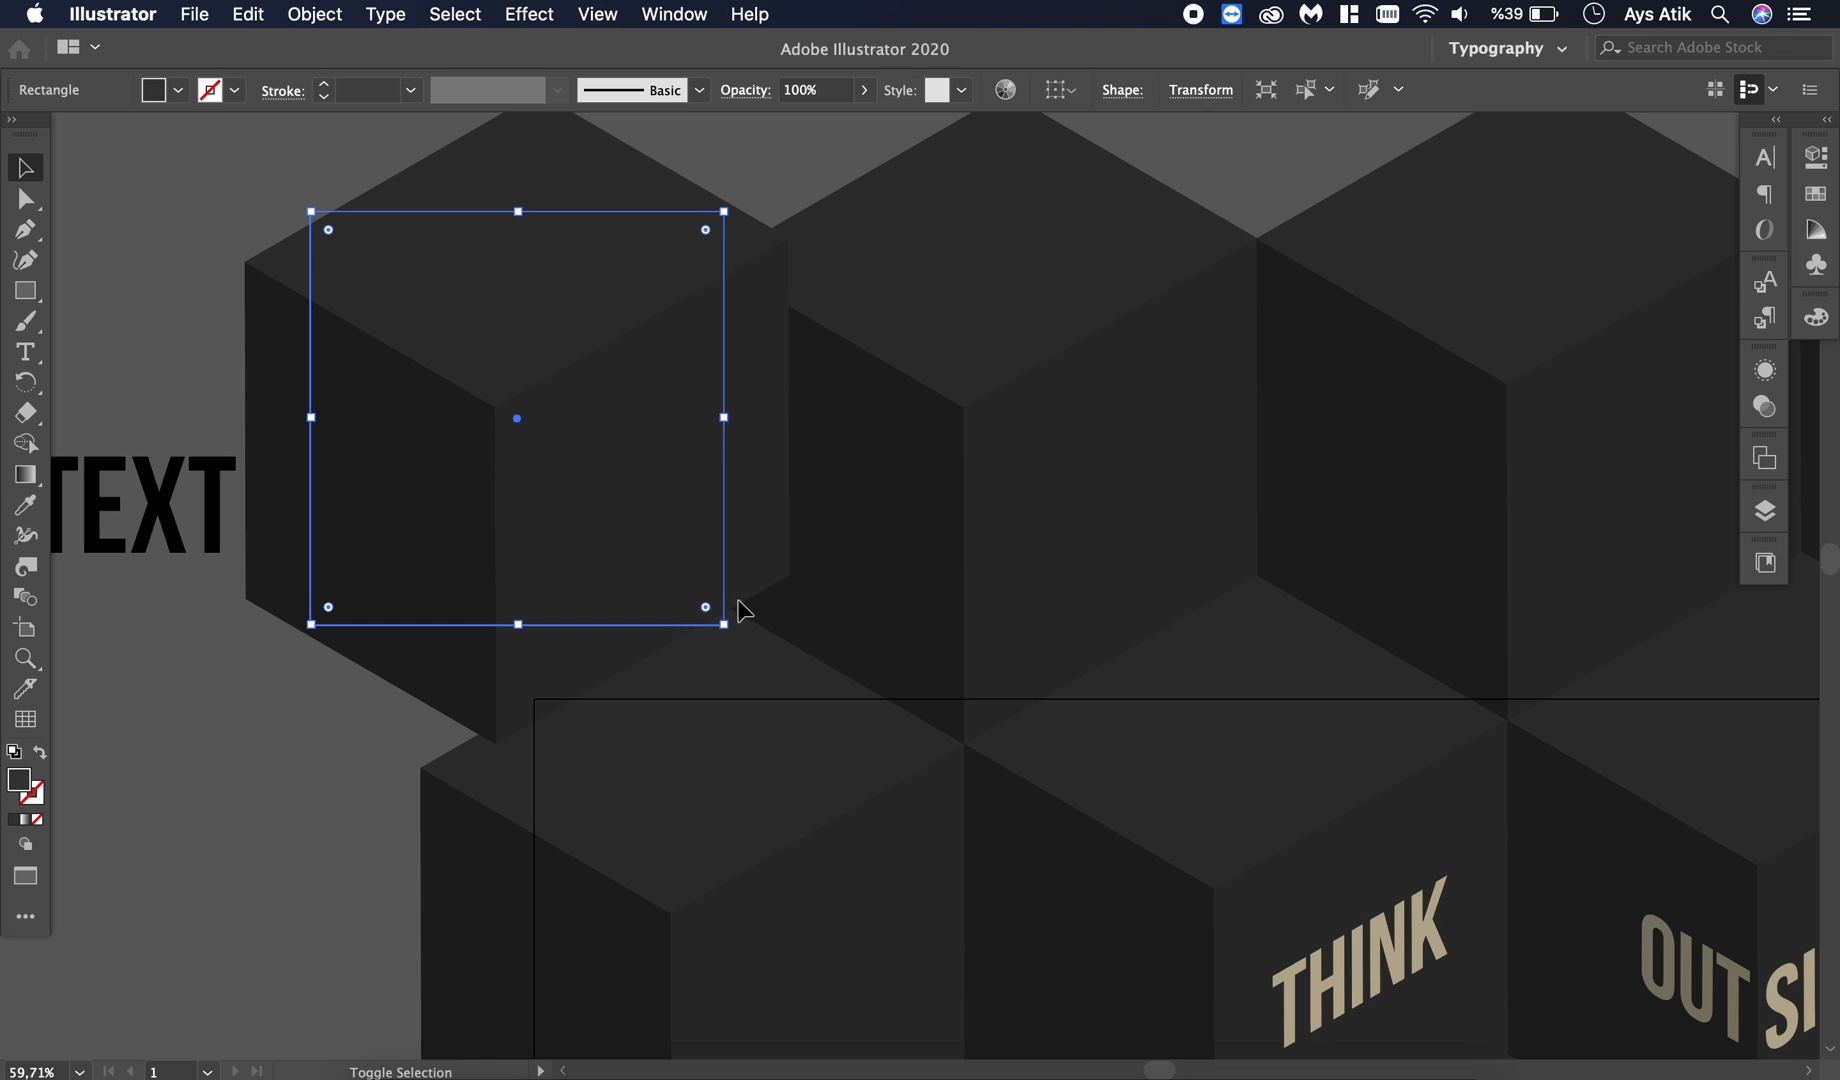 Illustrator File Edit Object Type Select Effect View Window Help %39 Ays Atik
Adobe Illustrator 2020 Typography Search Adobe Stock
Rectangle Stroke: Basic Opacity: 100% Style: Shape: Transform
TEXT
THINK
OUT SI
59,71% 1 Toggle Selection